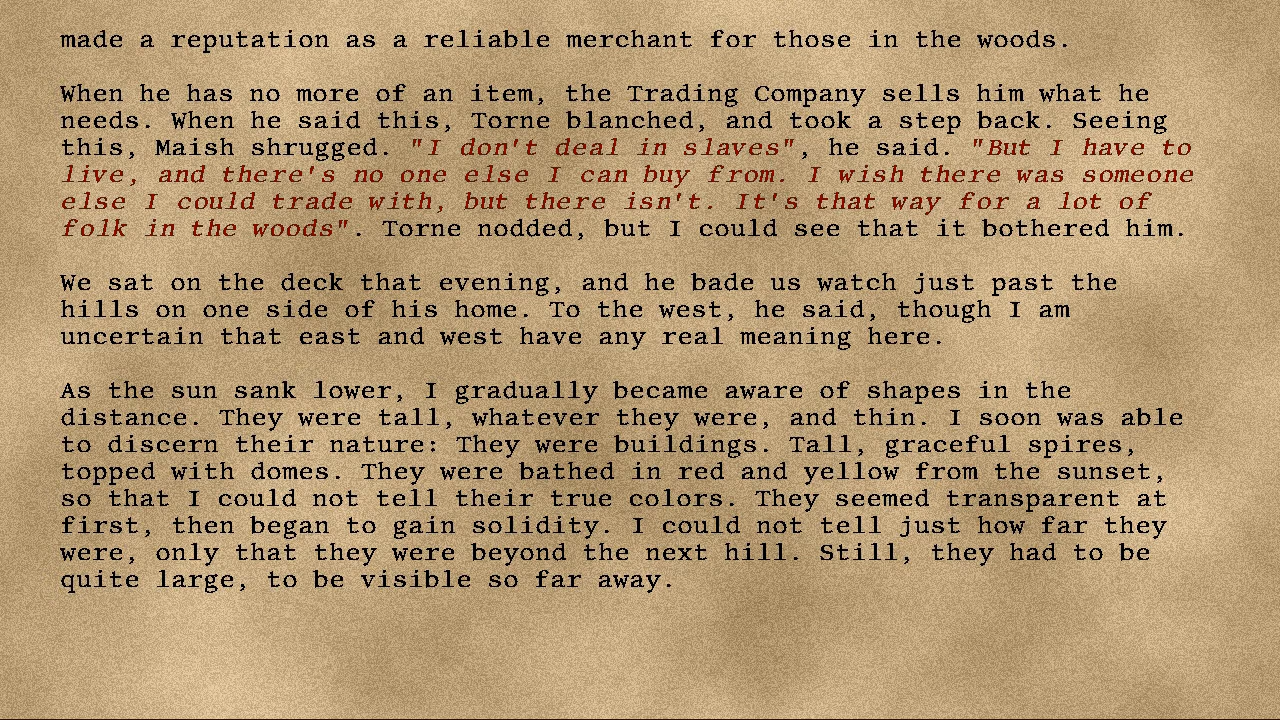 made a reputation as a reliable merchant for those in the woods.
When he has no more of an item, the Trading Company sells him what he
needs. When he said this, Torne blanched, and took a step back. Seeing
this, Maish shrugged. "I don't deal in slaves", he said. "But I have to
live, and there's no one else I can buy from. I wish there was someone
else I could trade with, but there isn't. It's that way for a lot of
folk in the woods". Torne nodded, but I could see that it bothered him.
We sat on the deck that evening, and he bade us watch just past the
hills on one side of his home. To the west, he said, though I am
uncertain that east and west have any real meaning here.
As the sun sank lower, I gradually became aware of shapes in the
distance. They were tall, whatever they were, and thin. I soon was able
to discern their nature: They were buildings. Tall, graceful spires,
topped with domes. They were bathed in red and yellow from the sunset,
so that I could not tell their true colors. They seemed transparent at
first, then began to gain solidity. I could not tell just how far they
were, only that they were beyond the next hill. Still, they had to be
quite large, to be visible so far away.